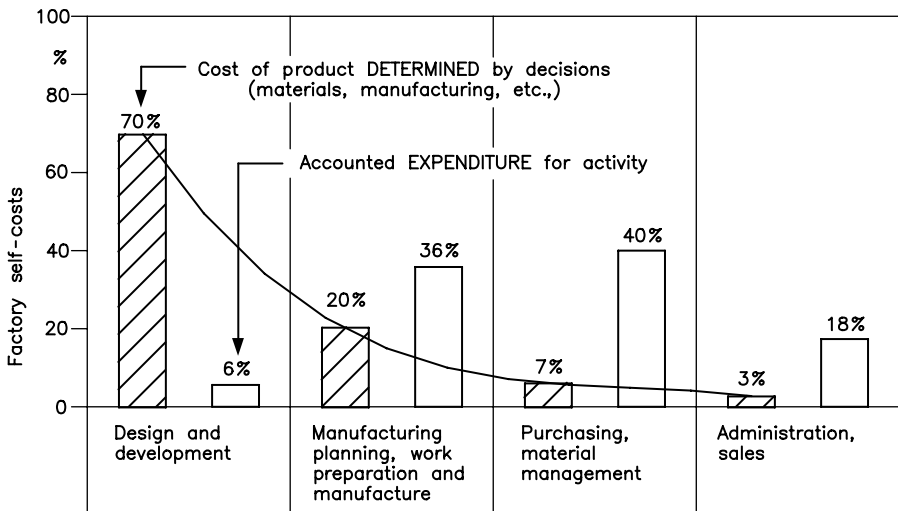 100
%
Cost of product DETERMINED by decisions
(materials, manufacturing, etc.,)
80
70%
Accounted EXPENDITURE for activity
60
40%
40
36%
20%
20
18%
7%
6%
3%
0
Factory self-costs
Design and
development
Manufacturing
planning, work
preparation and
manufacture
Purchasing,
material
management
Administration,
sales